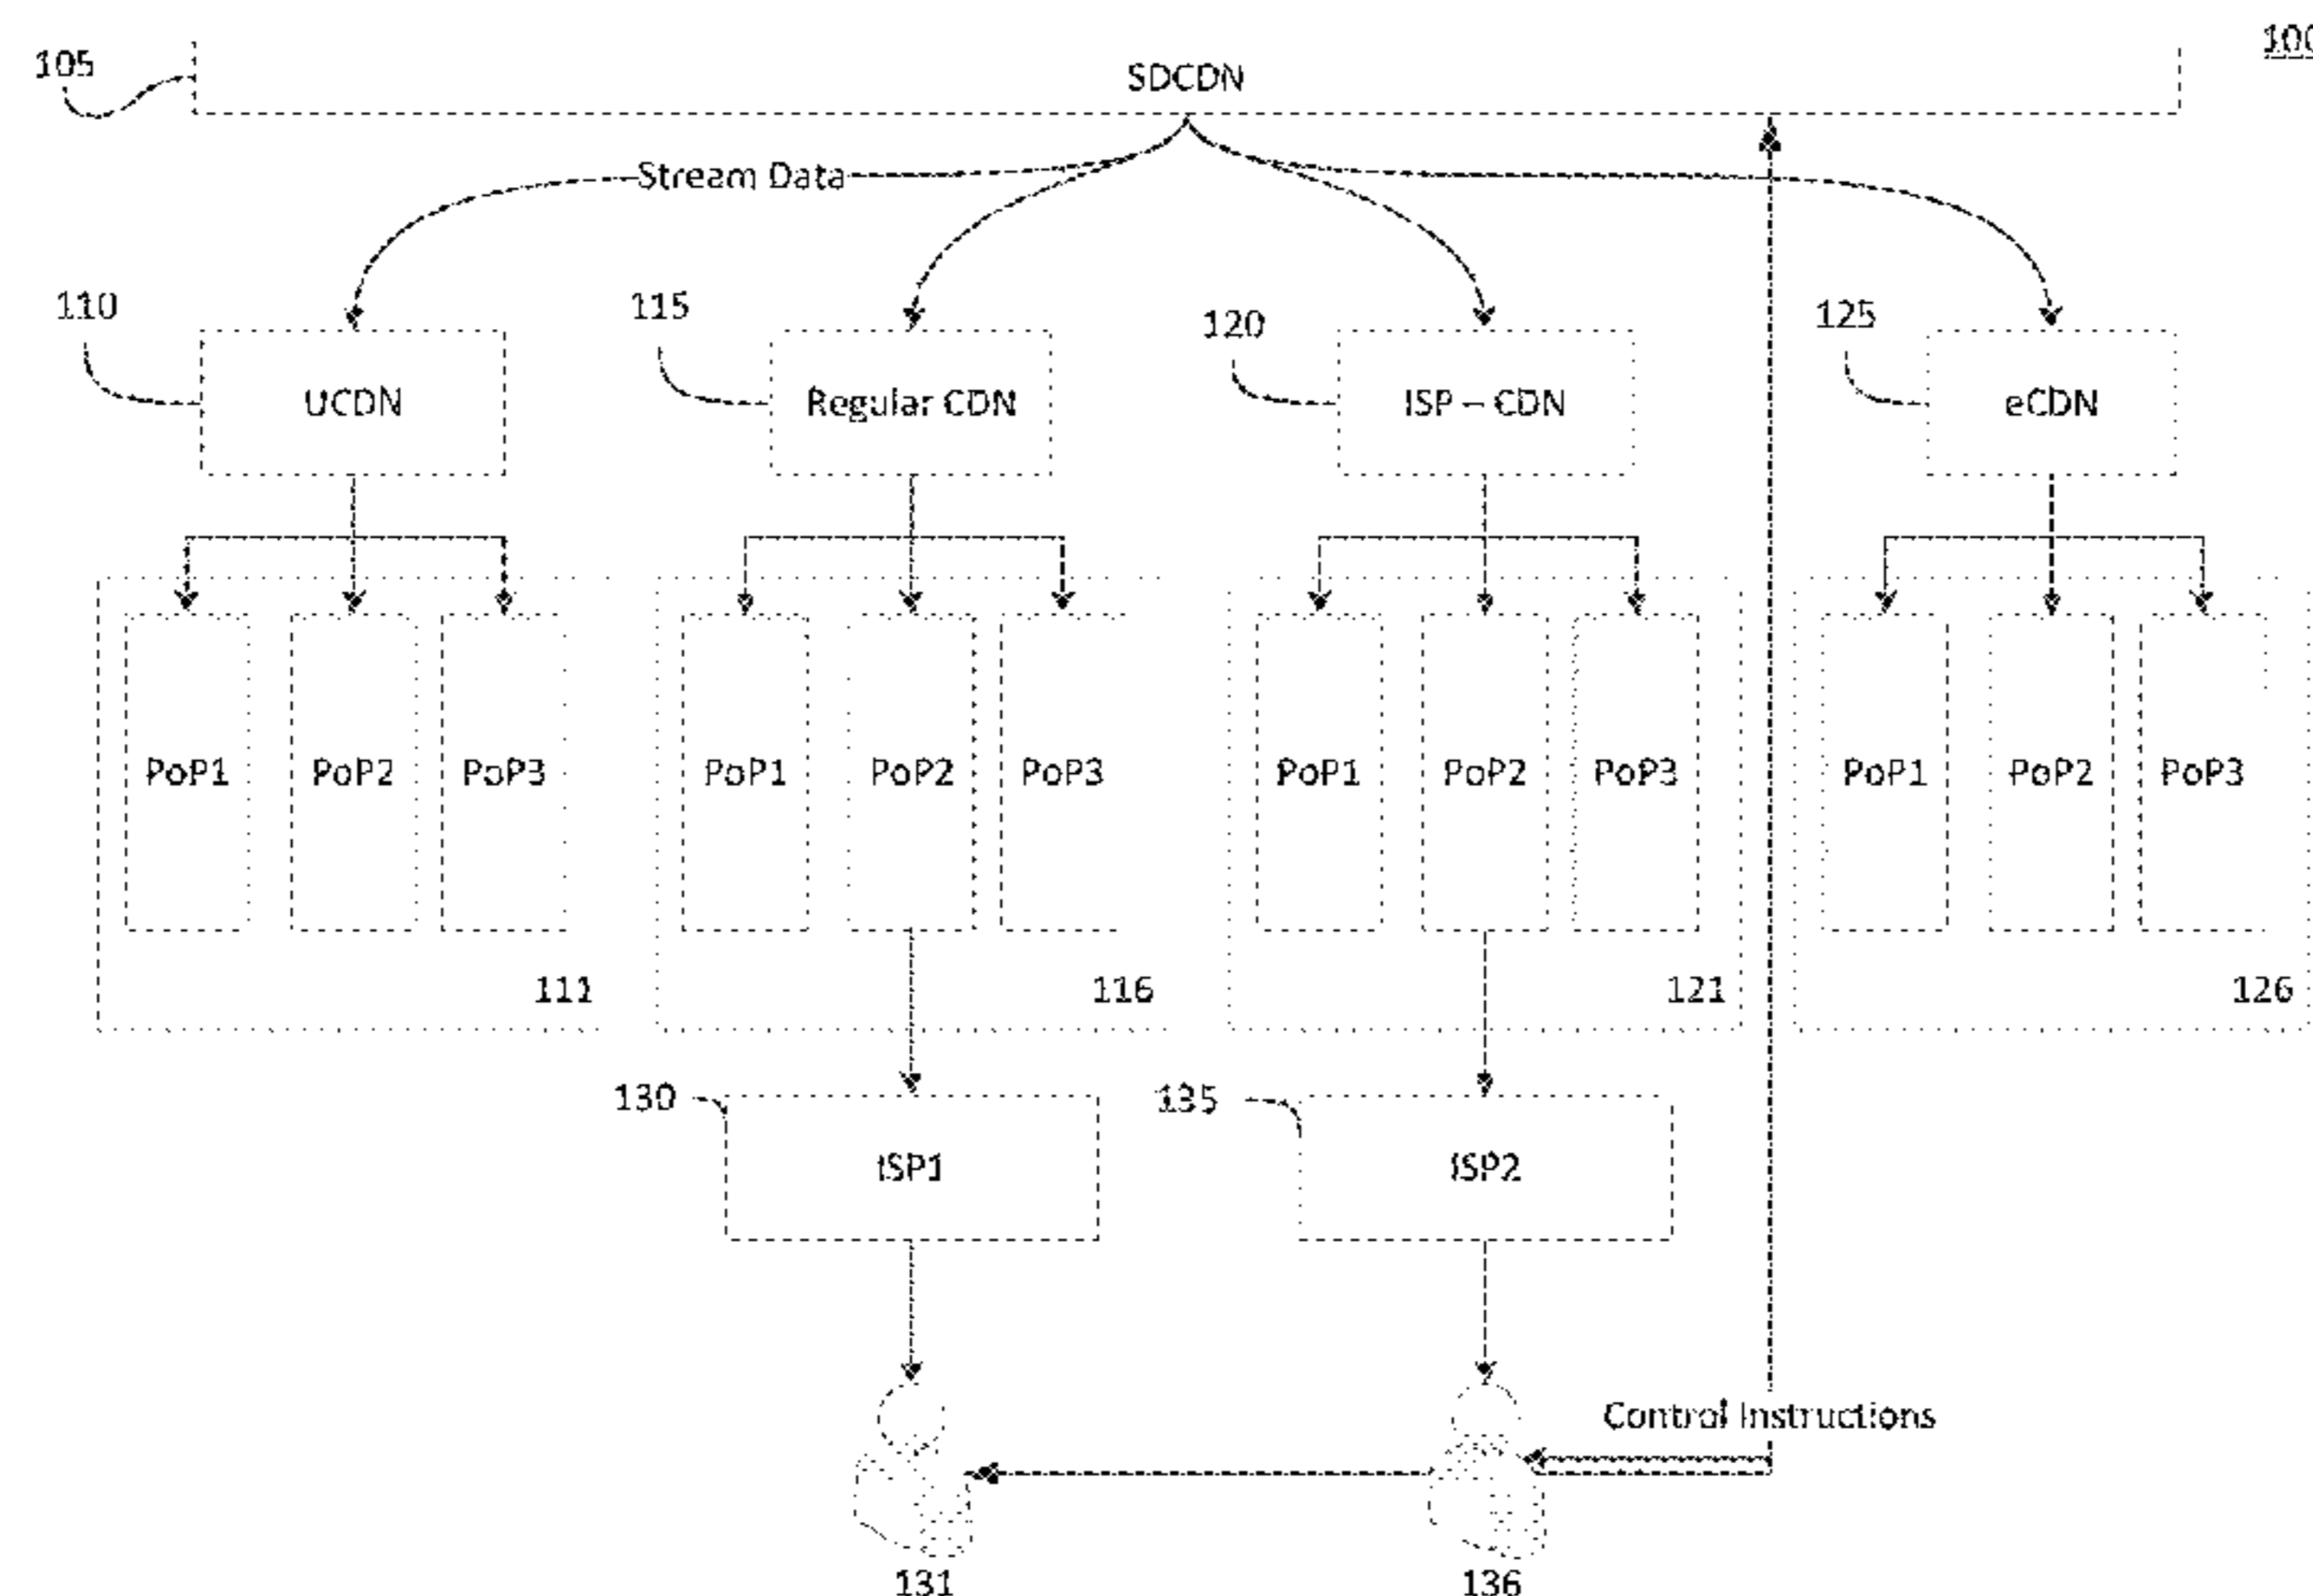 105
SDCDN
100
Stream Data
110
115
120
125
UCDN
Regular CDN
ISP – CDN
eCDN
PoP1
PoP2
PoP3
PoP1
PoP2
PoP3
PoP1
PoP2
PoP3
PoP1
PoP2
PoP3
111
116
121
126
130
135
ISP1
ISP2
Control Instructions
131
136